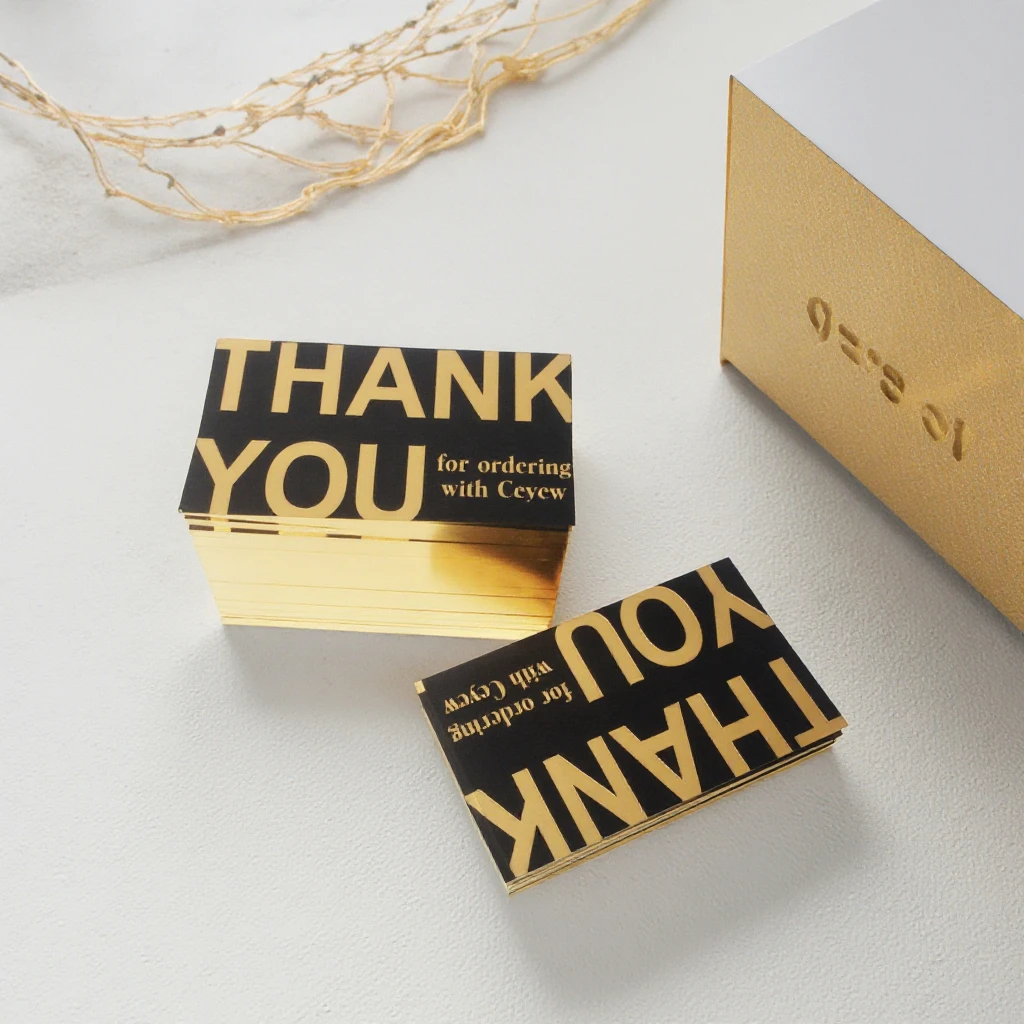 THANK
YOU
for ordering
with Ceyew
THANK
YOU
for ordering
with Ceyew